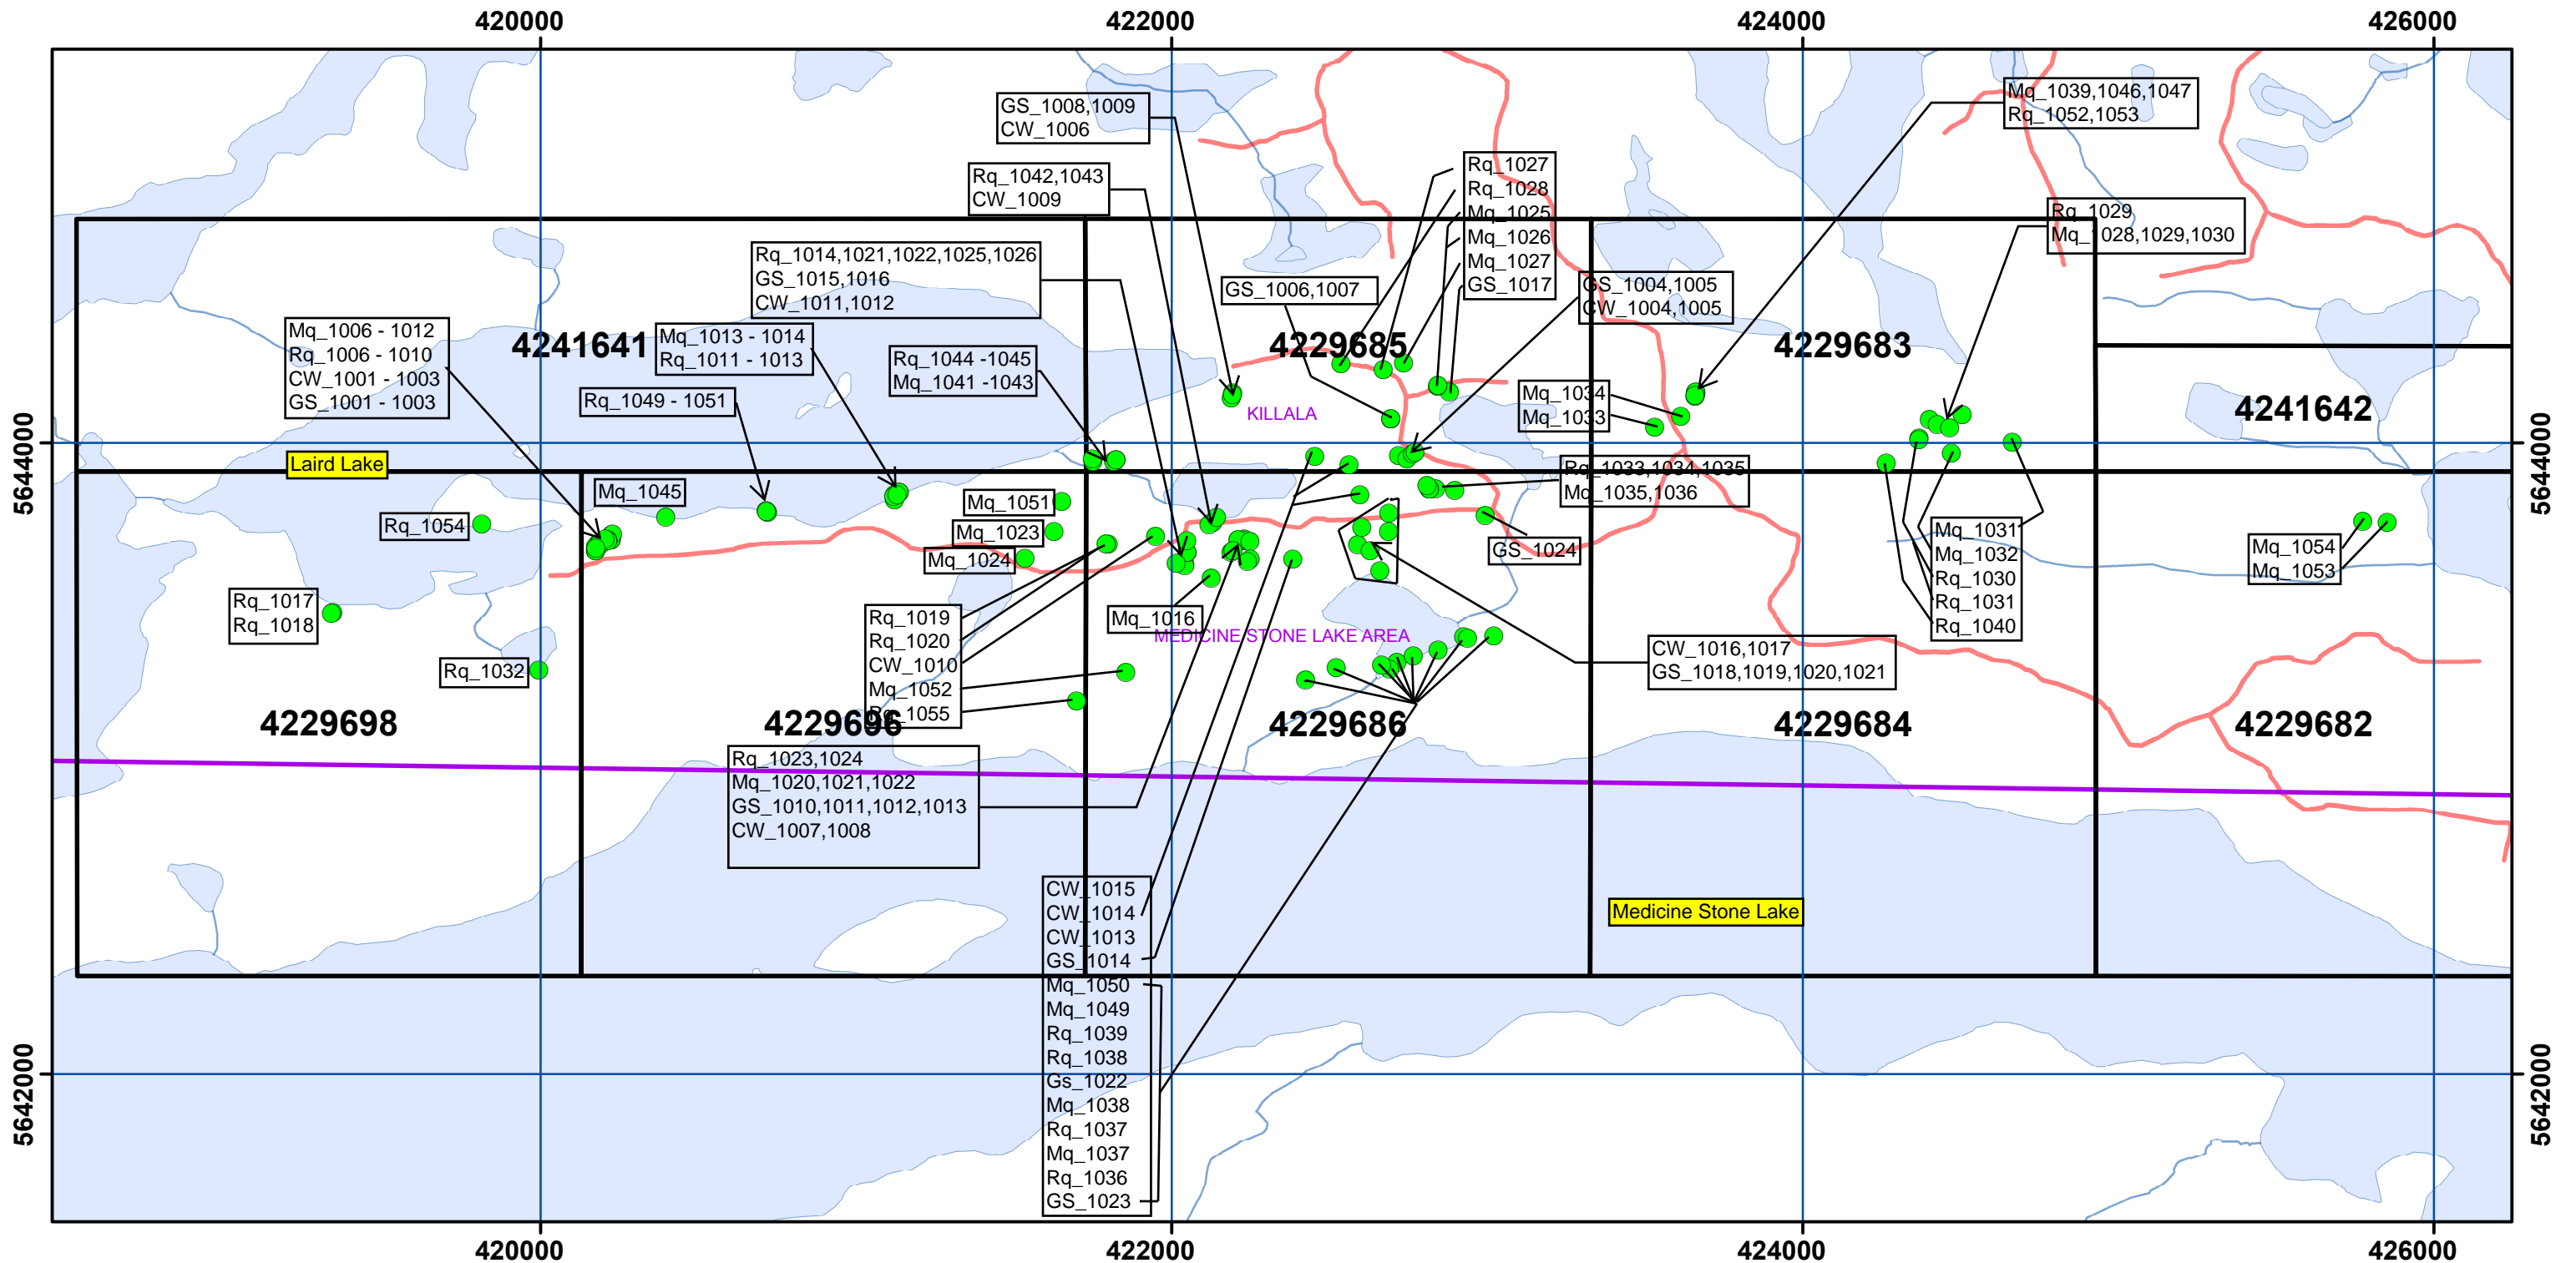 420000
422000
424000
426000
GS_1008,1009
CW_1006
Mq_1039,1046,1047
Rq_1052,1053
Rq_1042,1043
CW_1009
Rq_1027
Rq_1028
Mq_1025
Mq_1026
Mq_1027
GS_1017
Rq_1029
Mq_1028,1029,1030
Rq_1014,1021,1022,1025,1026
GS_1015,1016
CW_1011,1012
GS_1006,1007
GS_1004,1005
CW_1004,1005
Mq_1006 - 1012
Rq_1006 - 1010
CW_1001 - 1003
GS_1001 - 1003
4241641
Mq_1013 - 1014
Rq_1011 - 1013
Rq_1044 -1045
Mq_1041 -1043
4229685
4229683
Rq_1049 - 1051
KILLALA
Mq_1034
Mq_1033
4241642
5644000
5644000
Laird Lake
Mq_1045
Mq_1051
Rq_1033,1034,1035
Mq_1035,1036
Rq_1054
Mq_1023
Mq_1024
GS_1024
Mq_1031
Mq_1032
Rq_1030
Rq_1031
Rq_1040
Mq_1054
Mq_1053
Rq_1017
Rq_1018
Rq_1019
Rq_1020
CW_1010
Mq_1052
Rq_1055
Mq_1016
MEDICINE STONE LAKE AREA
Rq_1032
CW_1016,1017
GS_1018,1019,1020,1021
4229698
4229696
4229686
4229684
4229682
Rq_1023,1024
Mq_1020,1021,1022
GS_1010,1011,1012,1013
CW_1007,1008
CW_1015
CW_1014
CW_1013
GS_1014
Mq_1050
Mq_1049
Rq_1039
Rq_1038
Gs_1022
Mq_1038
Rq_1037
Mq_1037
Rq_1036
GS_1023
Medicine Stone Lake
5642000
5642000
420000
422000
424000
426000